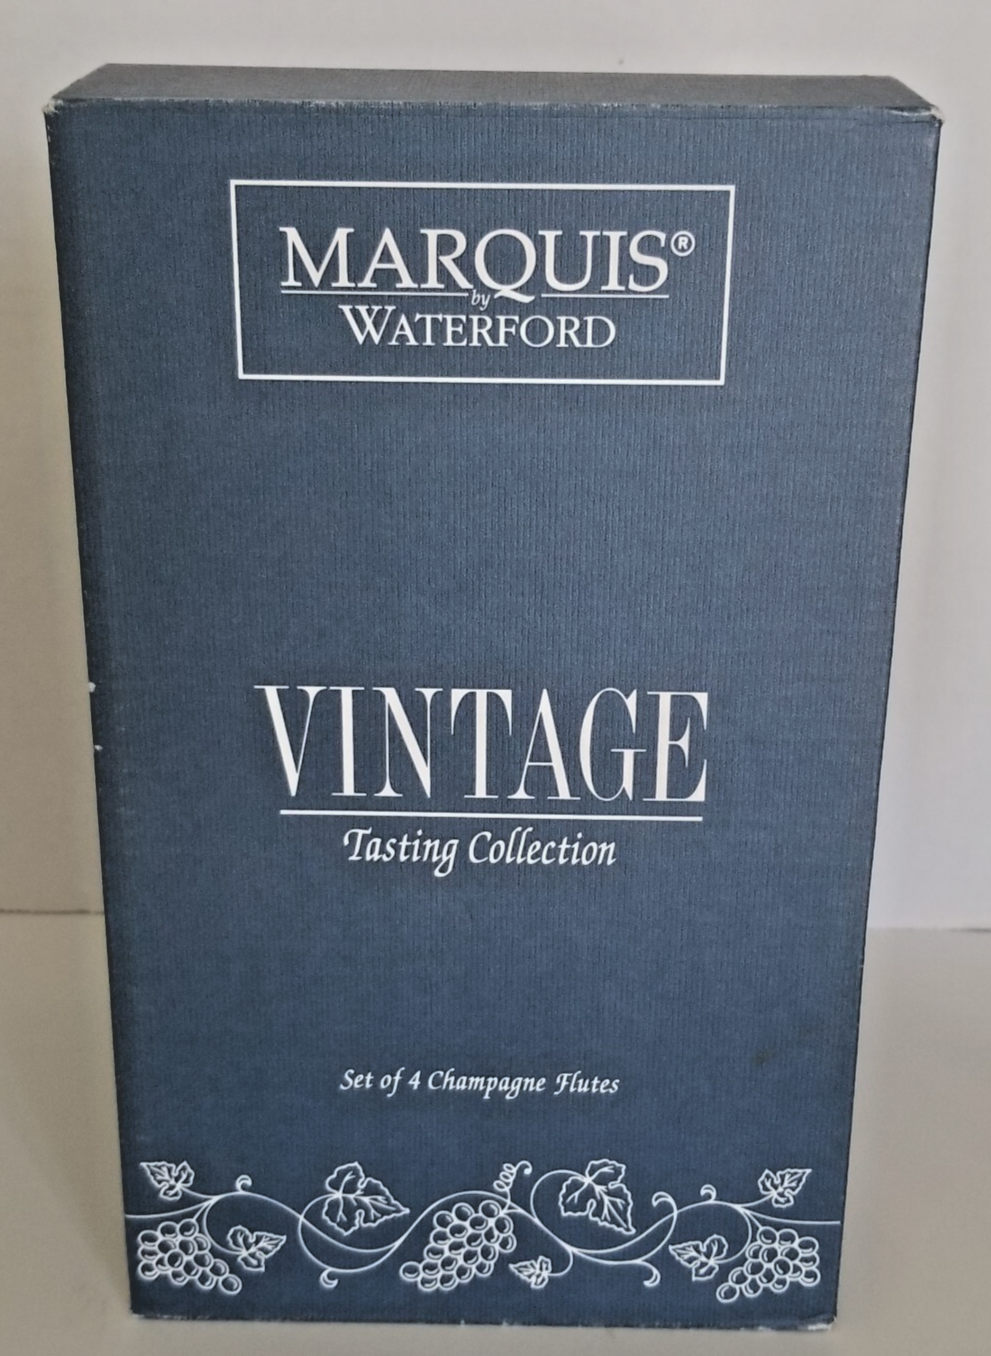 MARQUIS®
by
WATERFORD
VINTAGE
Tasting Collection
Set of 4 Champagne Flutes